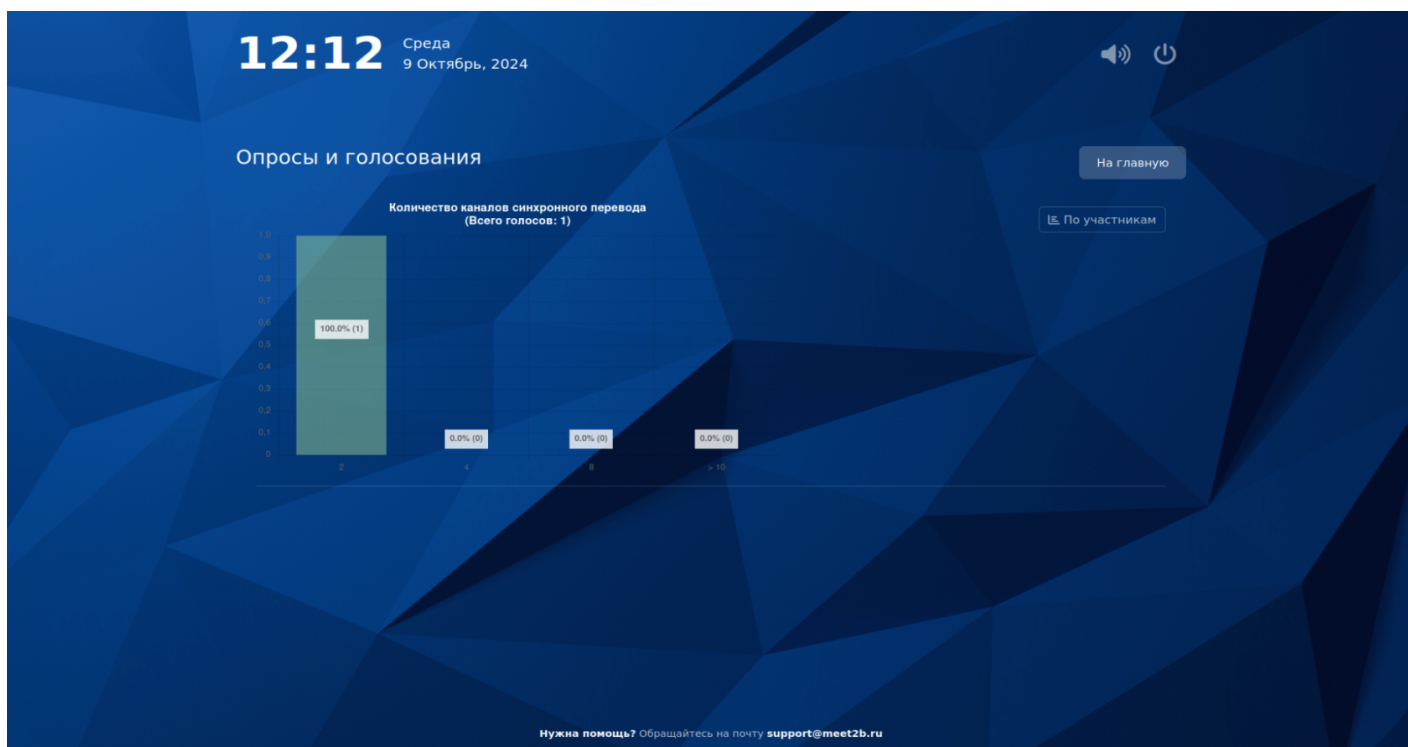 12:12
Среда
9 Октябрь, 2024
Опросы и голосования
На главную
Количество каналов синхронного перевода
(Всего голосов: 1)
По участникам
1,0
0,9
0,8
0,7
0,6
0,5
0,4
0,3
0,2
0,1
0
100.0% (1)
0.0% (0)
0.0% (0)
0.0% (0)
2
4
8
> 10
Нужна помощь? Обращайтесь на почту support@meet2b.ru